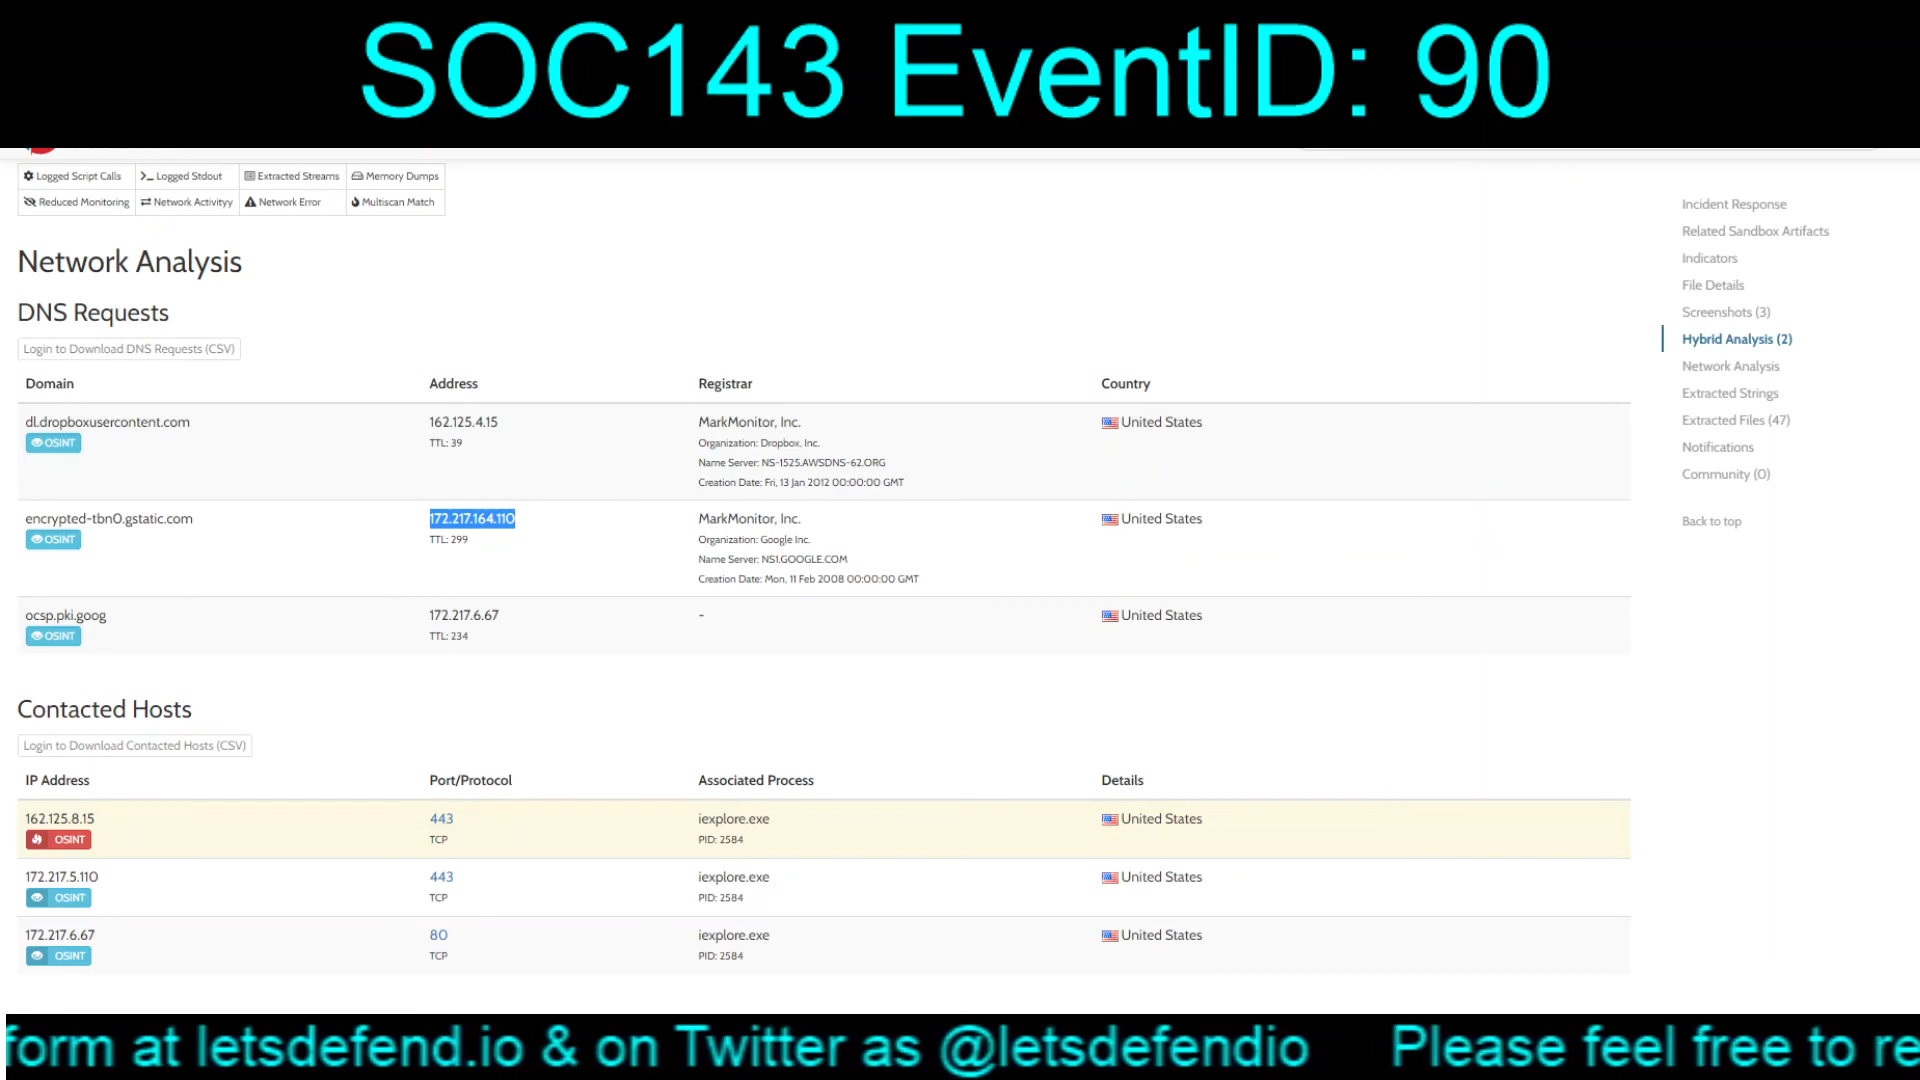 SOC143 EventID: 90
Logged Script Calls
Logged Stdout
Extracted Streams
Memory Dumps
Reduced Monitoring
Network Activityy
Network Error
Multiscan Match
Network Analysis
DNS Requests
Login to Download DNS Requests (CSV)
Domain Address Registrar Country
dl.dropboxusercontent.com 162.125.4.15 MarkMonitor, Inc. United States
OSINT TTL: 39 Organization: Dropbox, Inc.
Name Server: NS-1525.AWSDNS-62.ORG
Creation Date: Fri, 13 Jan 2012 00:00:00 GMT
encrypted-tbn0.gstatic.com 172.217.164.110 MarkMonitor, Inc. United States
OSINT TTL: 299 Organization: Google Inc.
Name Server: NS1.GOOGLE.COM
Creation Date: Mon, 11 Feb 2008 00:00:00 GMT
ocsp.pki.goog 172.217.6.67 - United States
OSINT TTL: 234
Contacted Hosts
Login to Download Contacted Hosts (CSV)
IP Address Port/Protocol Associated Process Details
162.125.8.15 443 iexplore.exe United States
OSINT TCP PID: 2584
172.217.5.110 443 iexplore.exe United States
OSINT TCP PID: 2584
172.217.6.67 80 iexplore.exe United States
OSINT TCP PID: 2584
Incident Response
Related Sandbox Artifacts
Indicators
File Details
Screenshots (3)
Hybrid Analysis (2)
Network Analysis
Extracted Strings
Extracted Files (47)
Notifications
Community (0)
Back to top
form at letsdefend.io & on Twitter as @letsdefendio Please feel free to re